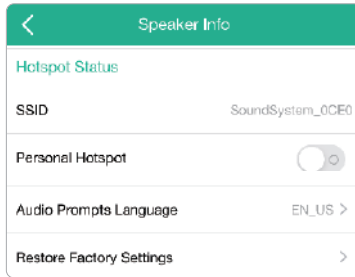 Speaker Info
Hotspot Status
SSID SoundSystem_0CE0
Personal Hotspot
Audio Prompts Language EN_US >
Restore Factory Settings >